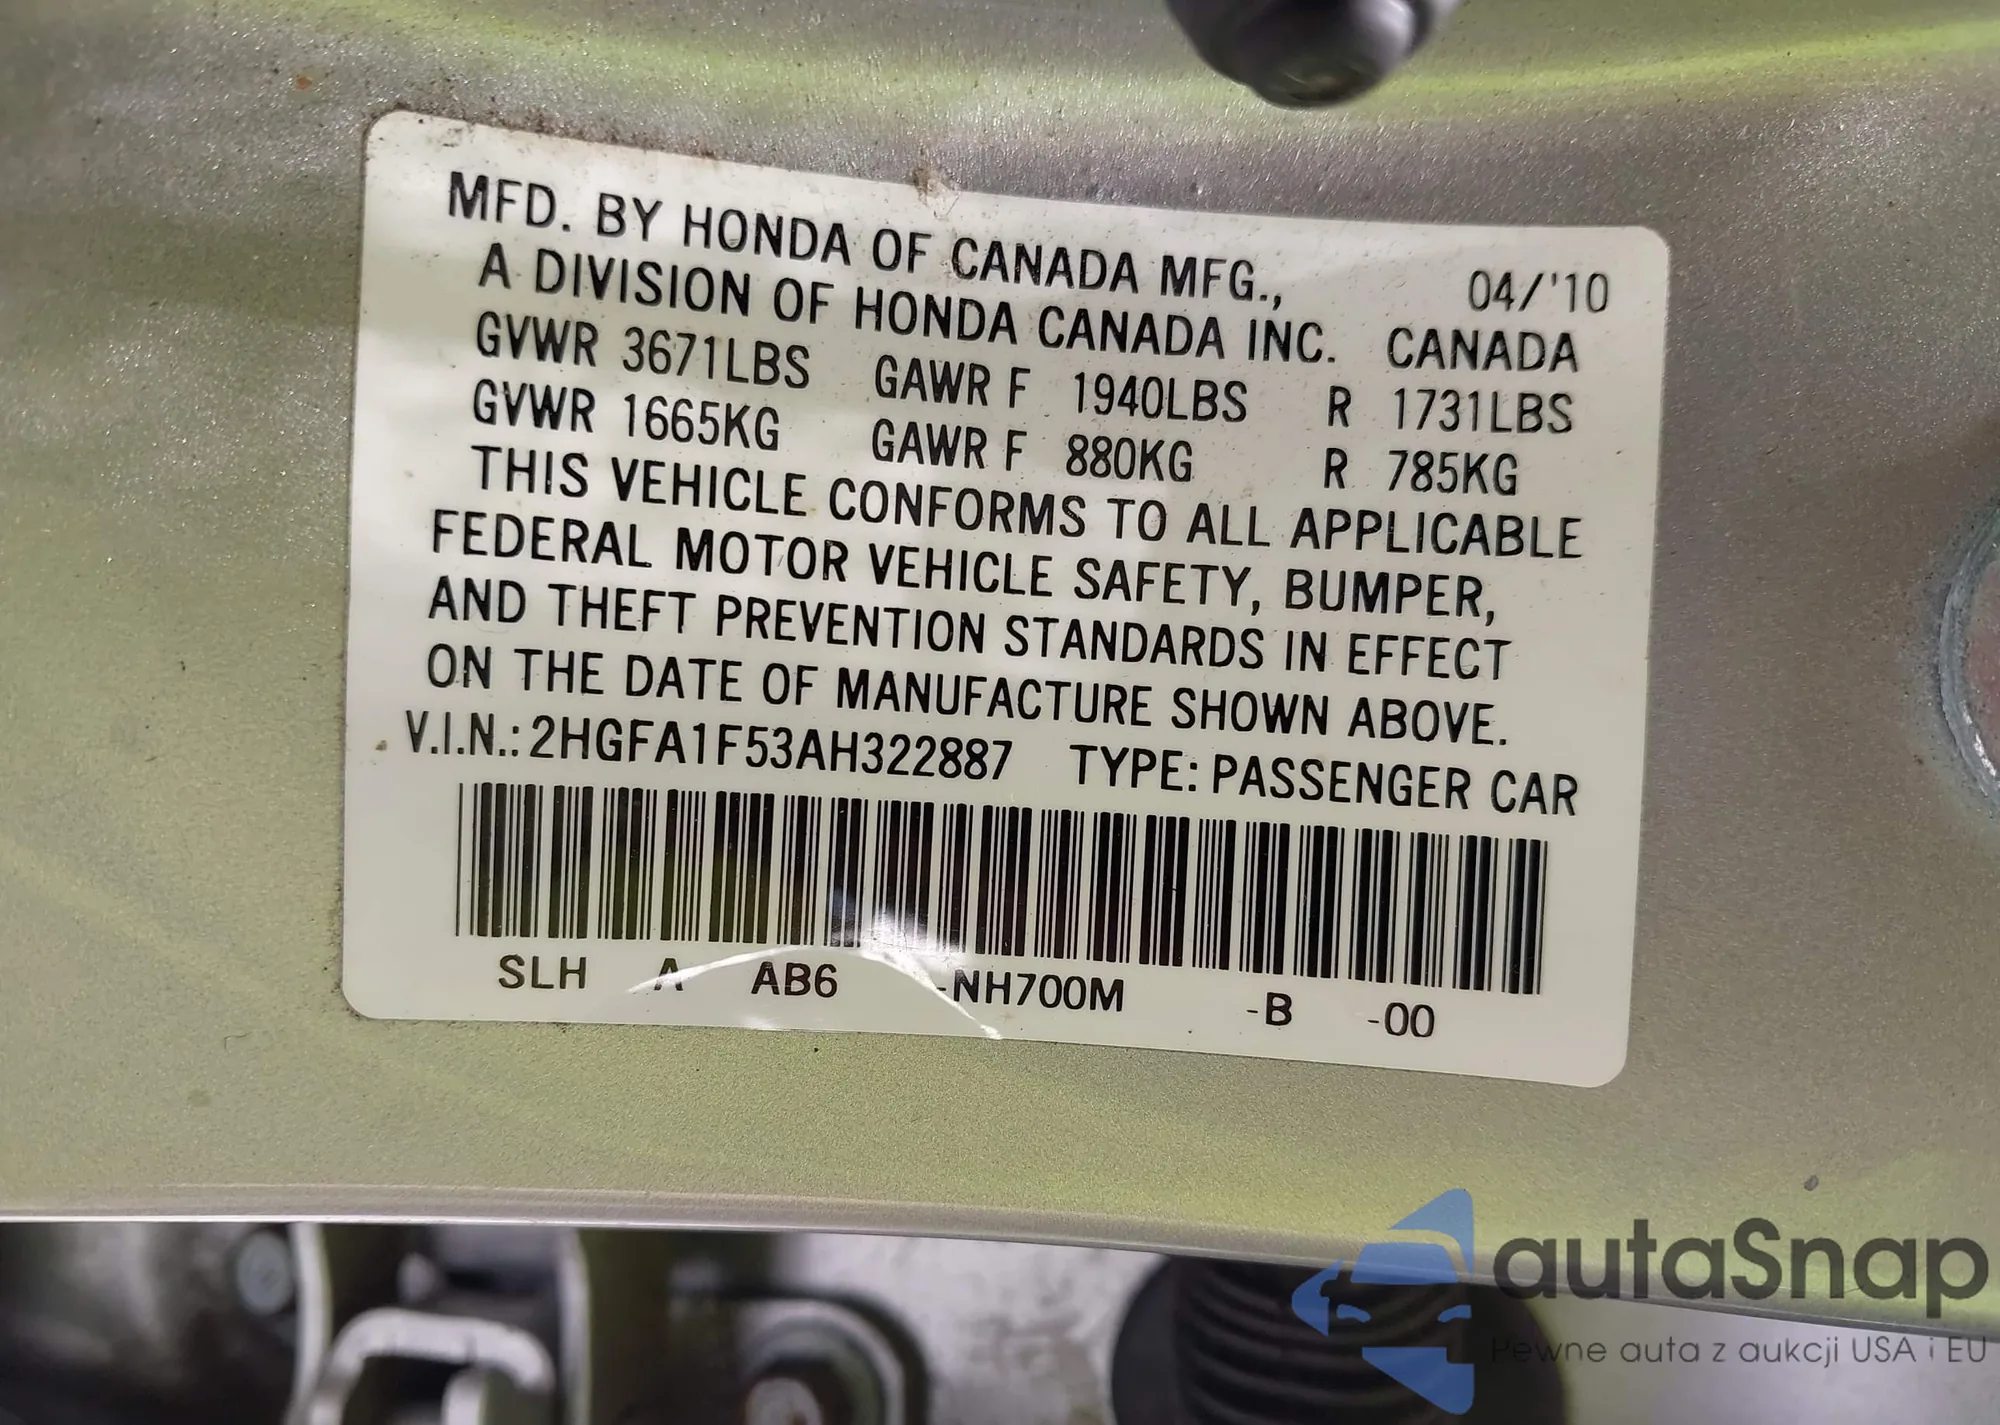 MFD. BY HONDA OF CANADA MFG., 04/'10
A DIVISION OF HONDA CANADA INC. CANADA
GVWR 3671LBS GAWR F 1940LBS R 1731LBS
GVWR 1665KG GAWR F 880KG R 785KG
THIS VEHICLE CONFORMS TO ALL APPLICABLE
FEDERAL MOTOR VEHICLE SAFETY, BUMPER,
AND THEFT PREVENTION STANDARDS IN EFFECT
ON THE DATE OF MANUFACTURE SHOWN ABOVE.
V.I.N.: 2HGFA1F53AH322887 TYPE: PASSENGER CAR
SLH A AB6 -NH700M -B -00
autaSnap
Pewne auta z aukcji USA i EU